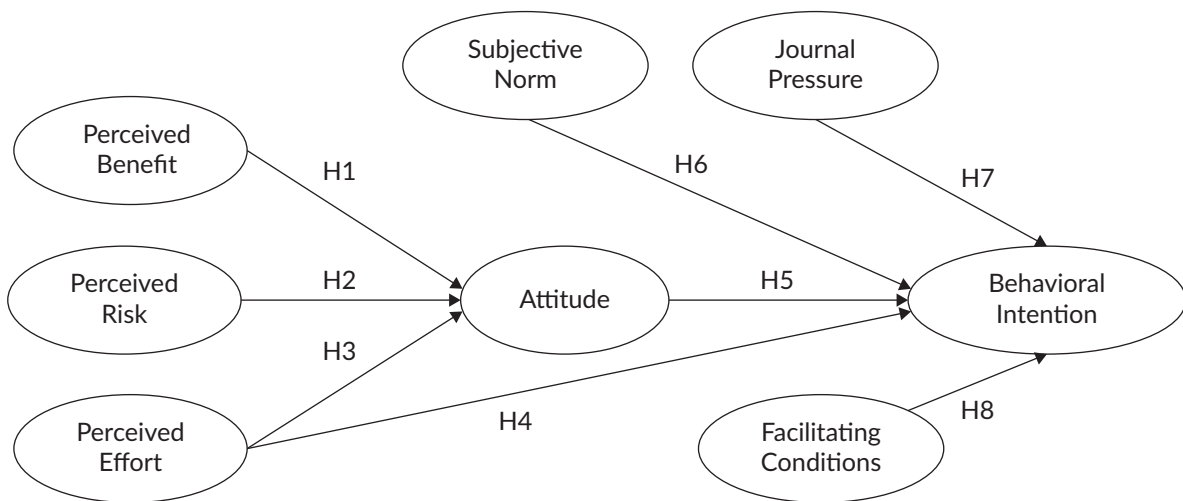 Subjective
Norm
Journal
Pressure
Perceived
Benefit
H1
H6
H7
Perceived
Risk
H2
Attitude
H5
Behavioral
Intention
H3
Perceived
Effort
H4
Facilitating
Conditions
H8